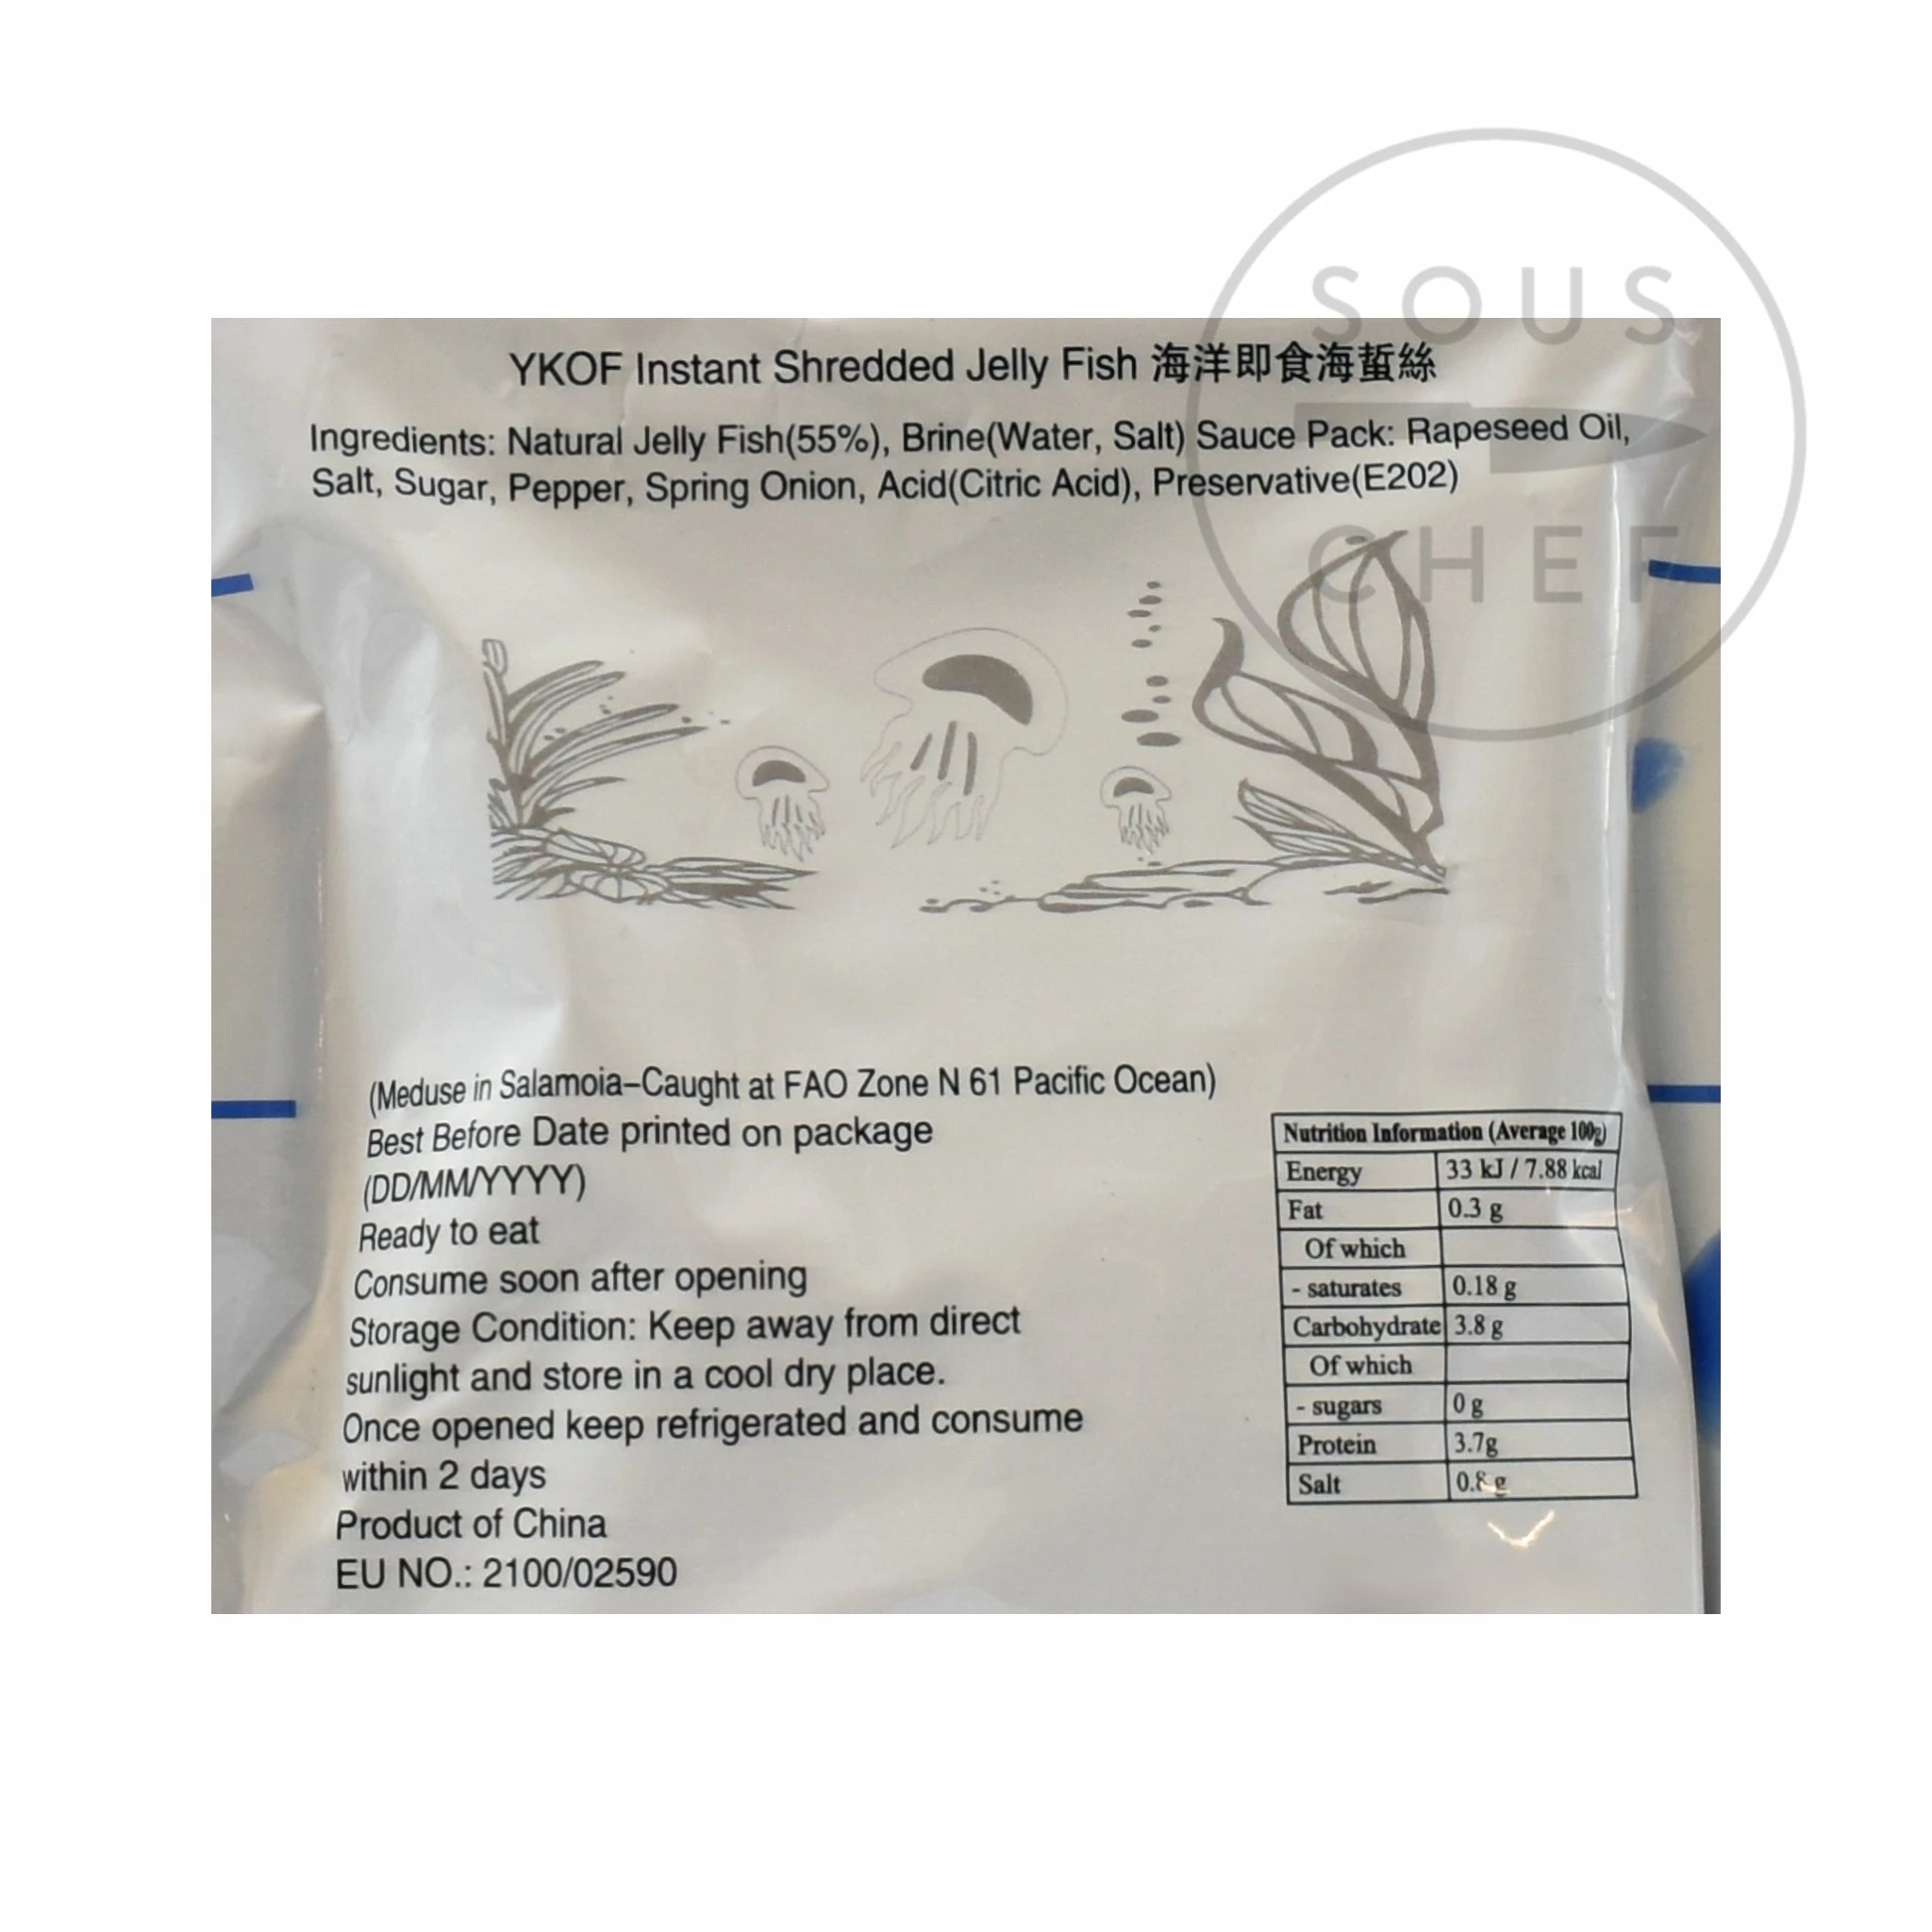 SOUS
CHEF
YKOF Instant Shredded Jelly Fish 海洋即食海蜇絲
Ingredients: Natural Jelly Fish(55%), Brine(Water, Salt) Sauce Pack: Rapeseed Oil,
Salt, Sugar, Pepper, Spring Onion, Acid(Citric Acid), Preservative(E202)
(Meduse in Salamoia–Caught at FAO Zone N 61 Pacific Ocean)
Best Before Date printed on package
(DD/MM/YYYY)
Ready to eat
Consume soon after opening
Storage Condition: Keep away from direct
sunlight and store in a cool dry place.
Once opened keep refrigerated and consume
within 2 days
Product of China
EU NO.: 2100/02590
Nutrition Information (Average 100g)
Energy 33 kJ / 7.88 kcal
Fat 0.3 g
Of which
- saturates 0.18 g
Carbohydrate 3.8 g
Of which
- sugars 0 g
Protein 3.7g
Salt